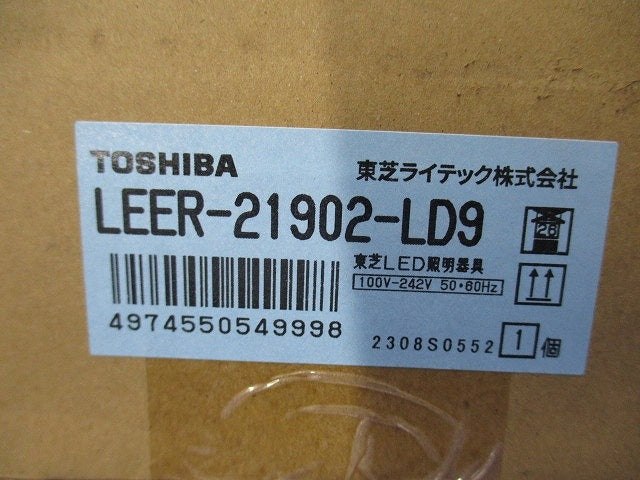 TOSHIBA
東芝ライテック株式会社
LEER-21902-LD9
28
東芝LED照明器具
100V-242V 50・60Hz
4974550549998
2308S0552
1 個